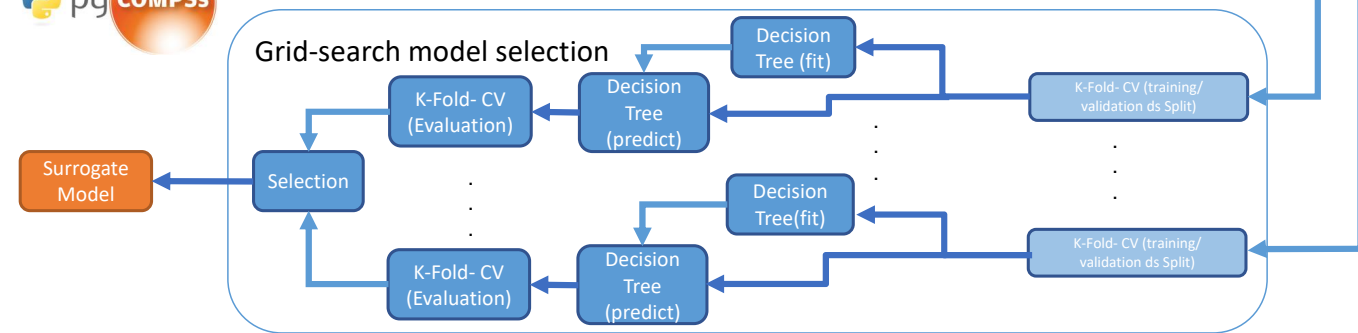 py COMPSs
Grid-search model selection
Decision
Tree (fit)
Decision
Tree
(predict)
K-Fold- CV
(Evaluation)
K-Fold- CV (training/
validation ds Split)
Surrogate
Model
Selection
Decision
Tree(fit)
K-Fold- CV
(Evaluation)
Decision
Tree
(predict)
K-Fold- CV (training/
validation ds Split)